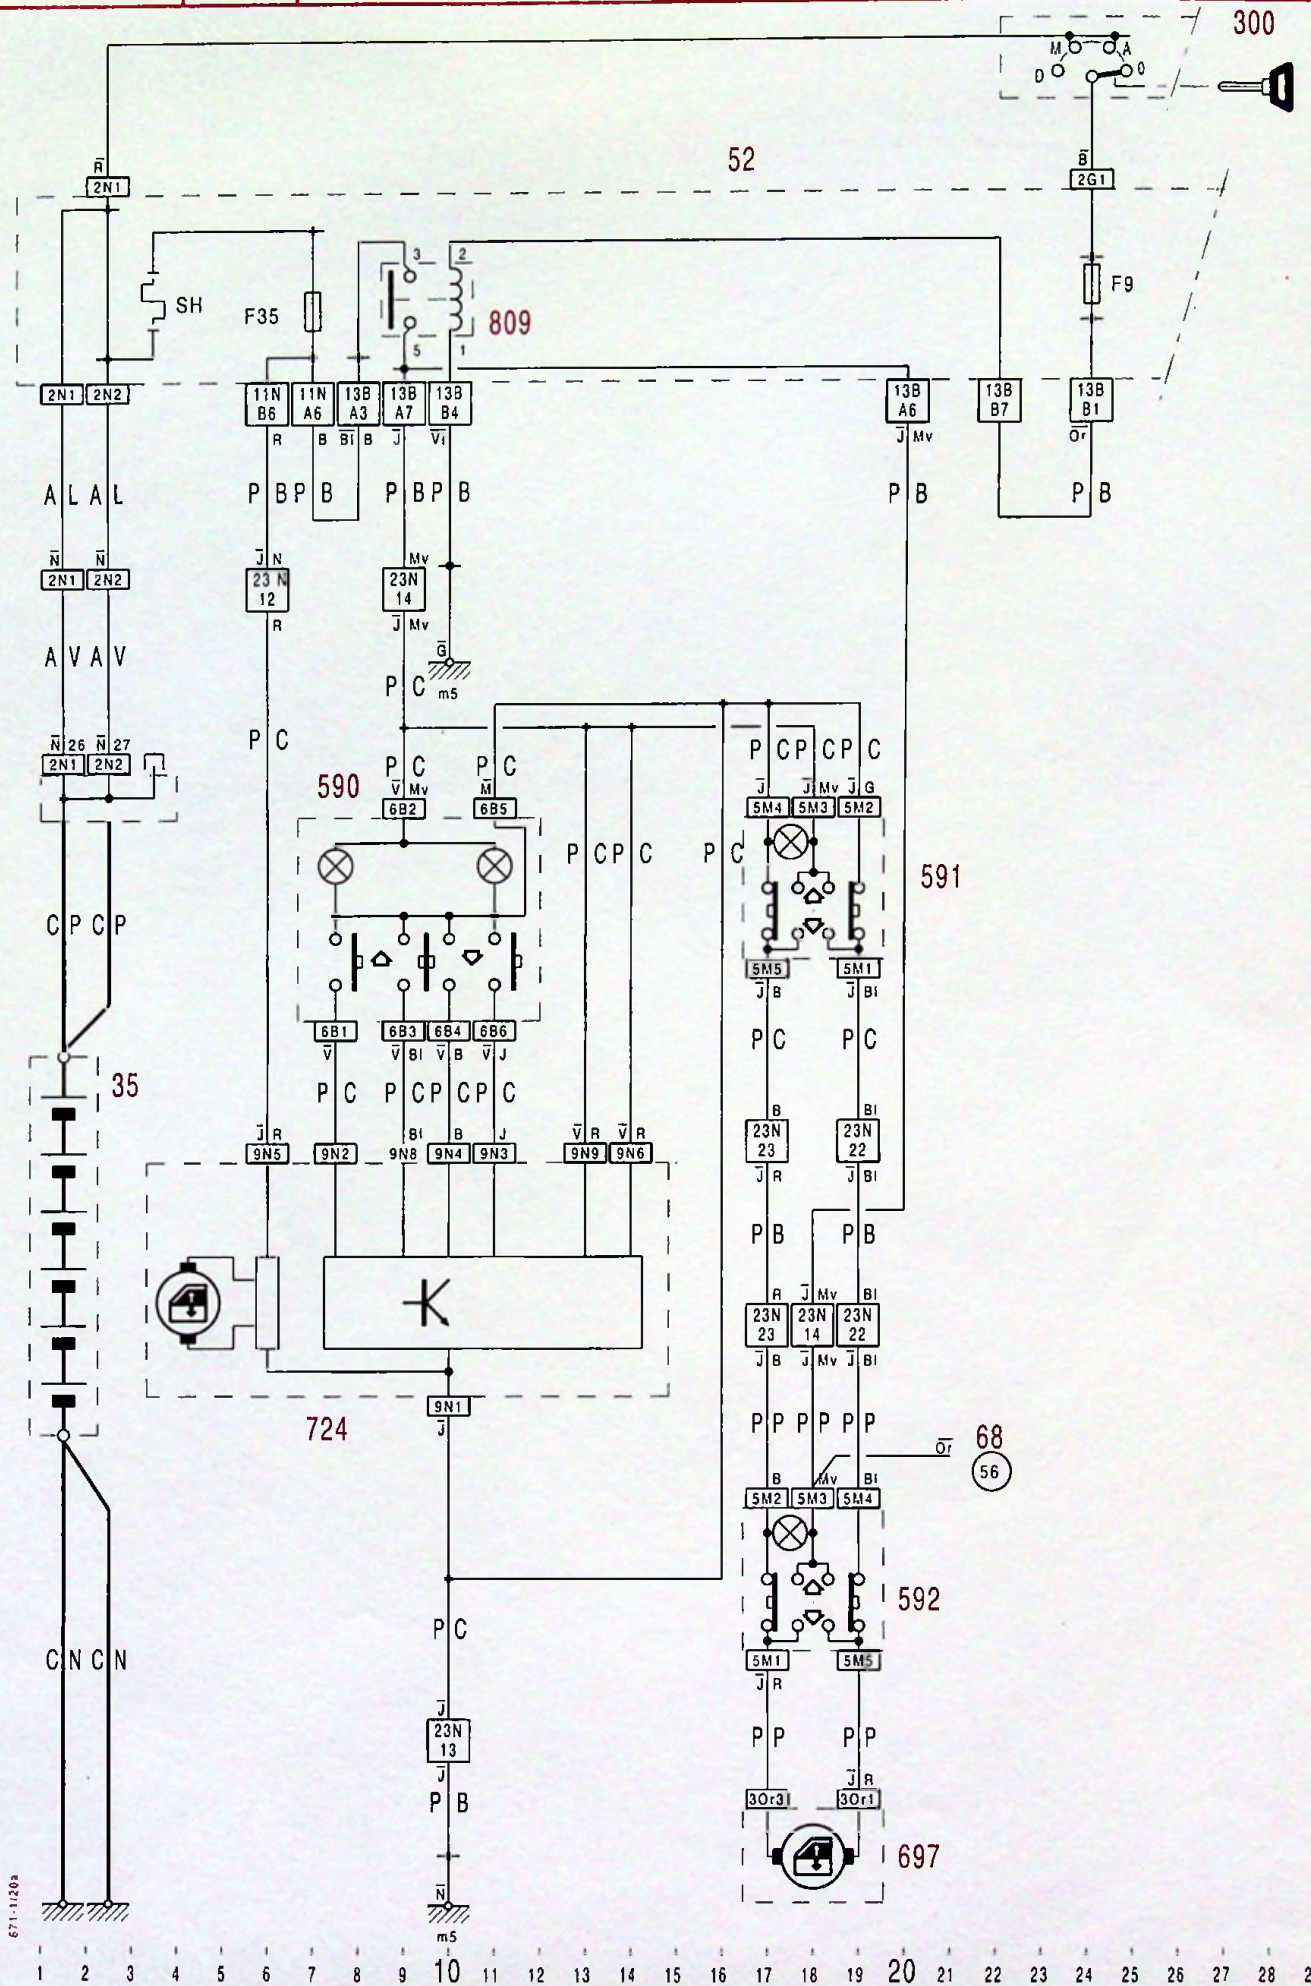 300
M A
D 0
R̄
2N1
52
B̄
2G1
SH
F35
3 2
809
5 1
F9
2N1 2N2
11N B6
11N A6
13B A3
13B A7
13B B4
13B A6
13B B7
13B B1
R B B̄l B J̄ V̄i J̄ Mv Ōr
A L A L P B P B P B P B P B P B
N̄ N̄ J̄ N Mv
2N1 2N2
23 N 12
23N 14
R J̄ Mv
Ḡ
m5
A V A V P C
P C
N̄ 26 N̄ 27
2N1 2N2
P C P C P C P C P C
590
V̄ Mv M̄ J̄ J̄ Mv J̄ G
6B2 6B5 5M4 5M3 5M2
P C P C P C
591
C P C P
5M5 5M1
J̄ B J̄ Bl
6B1 6B3 6B4 6B6
V̄ V̄ Bl V̄ B V̄ J
P C P C
35
P C P C P C P C
B Bl
23N 23
23N 22
J̄ R Bl B J V̄ R V̄ R
9N5 9N2 9N8 9N4 9N3 9N9 9N6
J̄ R J̄ Bl
P B P B
R J̄ Mv Bl
23N 23
23N 14
23N 22
J̄ B J̄ Mv J̄ Bl
9N1
J̄
724
P P P P P P
Ōr 68
56
B Mv Bl
5M2 5M3 5M4
592
C N C N P C
5M1 5M5
J̄ R
J̄
23N 13
J̄
P P P P
J̄ R
P B
3Or3 3Or1
697
N̄
m5
671-1/20a
1 2 3 4 5 6 7 8 9 10 11 12 13 14 15 16 17 18 19 20 21 22 23 24 25 26 27 28